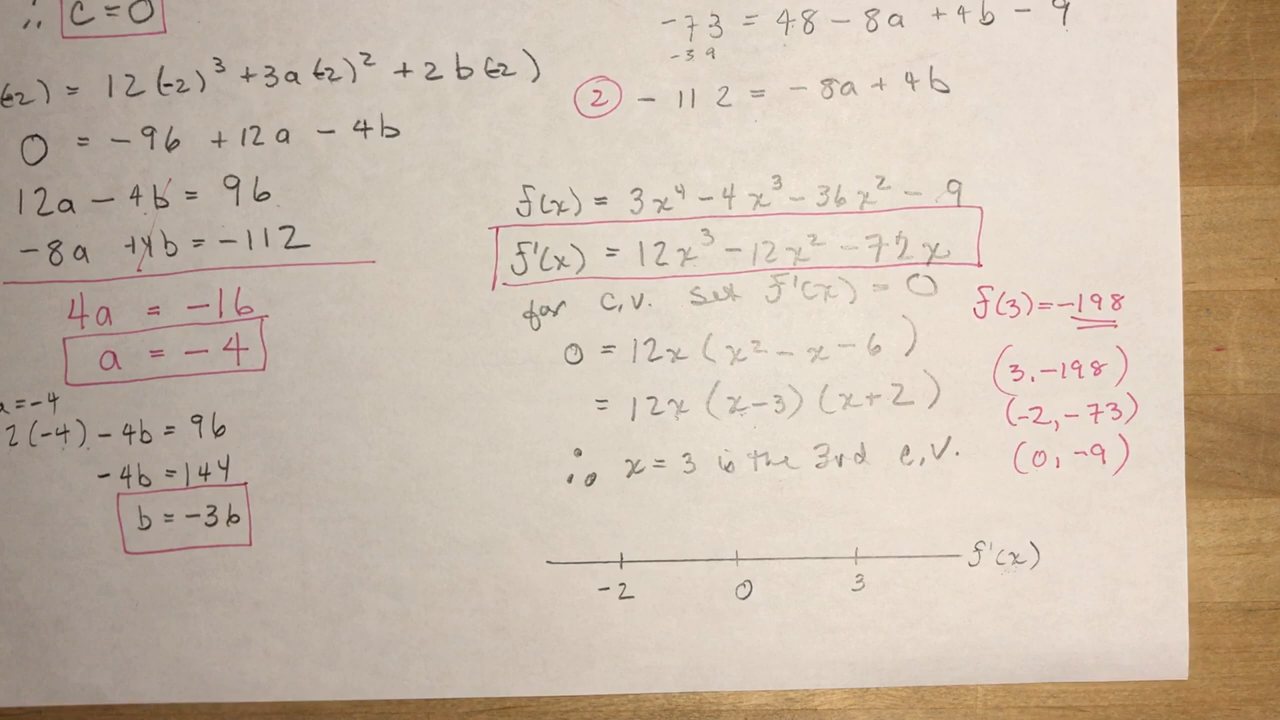 ∴ c = 0
(-2) = 12(-2)³ + 3a(-2)² + 2b(-2)
0 = -96 + 12a - 4b
12a - 4b = 96
-8a + 4b = -112
4a = -16
a = -4
a = -4
2(-4) - 4b = 96
-4b = 144
b = -36
-73 = 48 - 8a + 4b - 9
-39
② -112 = -8a + 4b
f(x) = 3x⁴ - 4x³ - 36x² - 9
f'(x) = 12x³ - 12x² - 72x
for c.v. set f'(x) = 0
0 = 12x(x² - x - 6)
= 12x(x-3)(x+2)
∴ x = 3 is the 3rd c.v.
f(3) = -198
(3, -198)
(-2, -73)
(0, -9)
f'(x)
-2 0 3